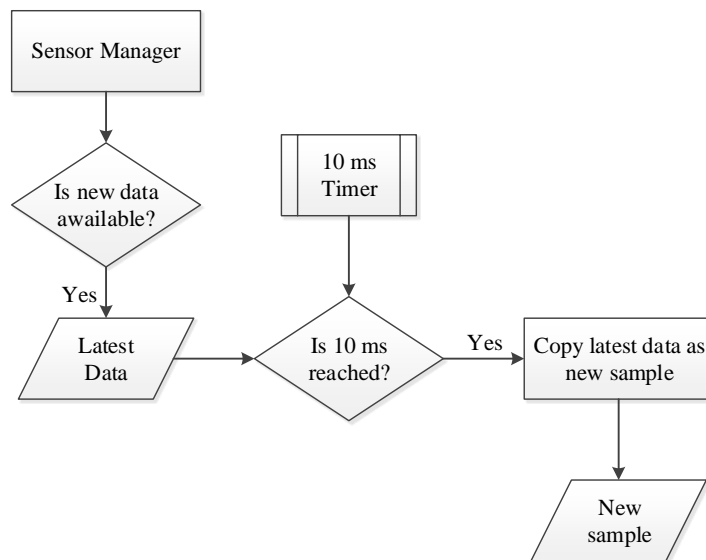 Sensor Manager
Is new data
awailable?
Yes
Latest
Data
10 ms
Timer
Is 10 ms
reached?
Yes
Copy latest data as
new sample
New
sample